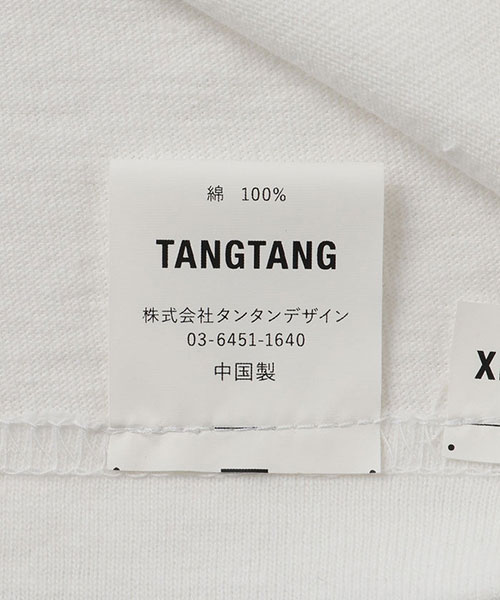 綿 100%
TANGTANG
株式会社タンタンデザイン
03-6451-1640
中国製
X